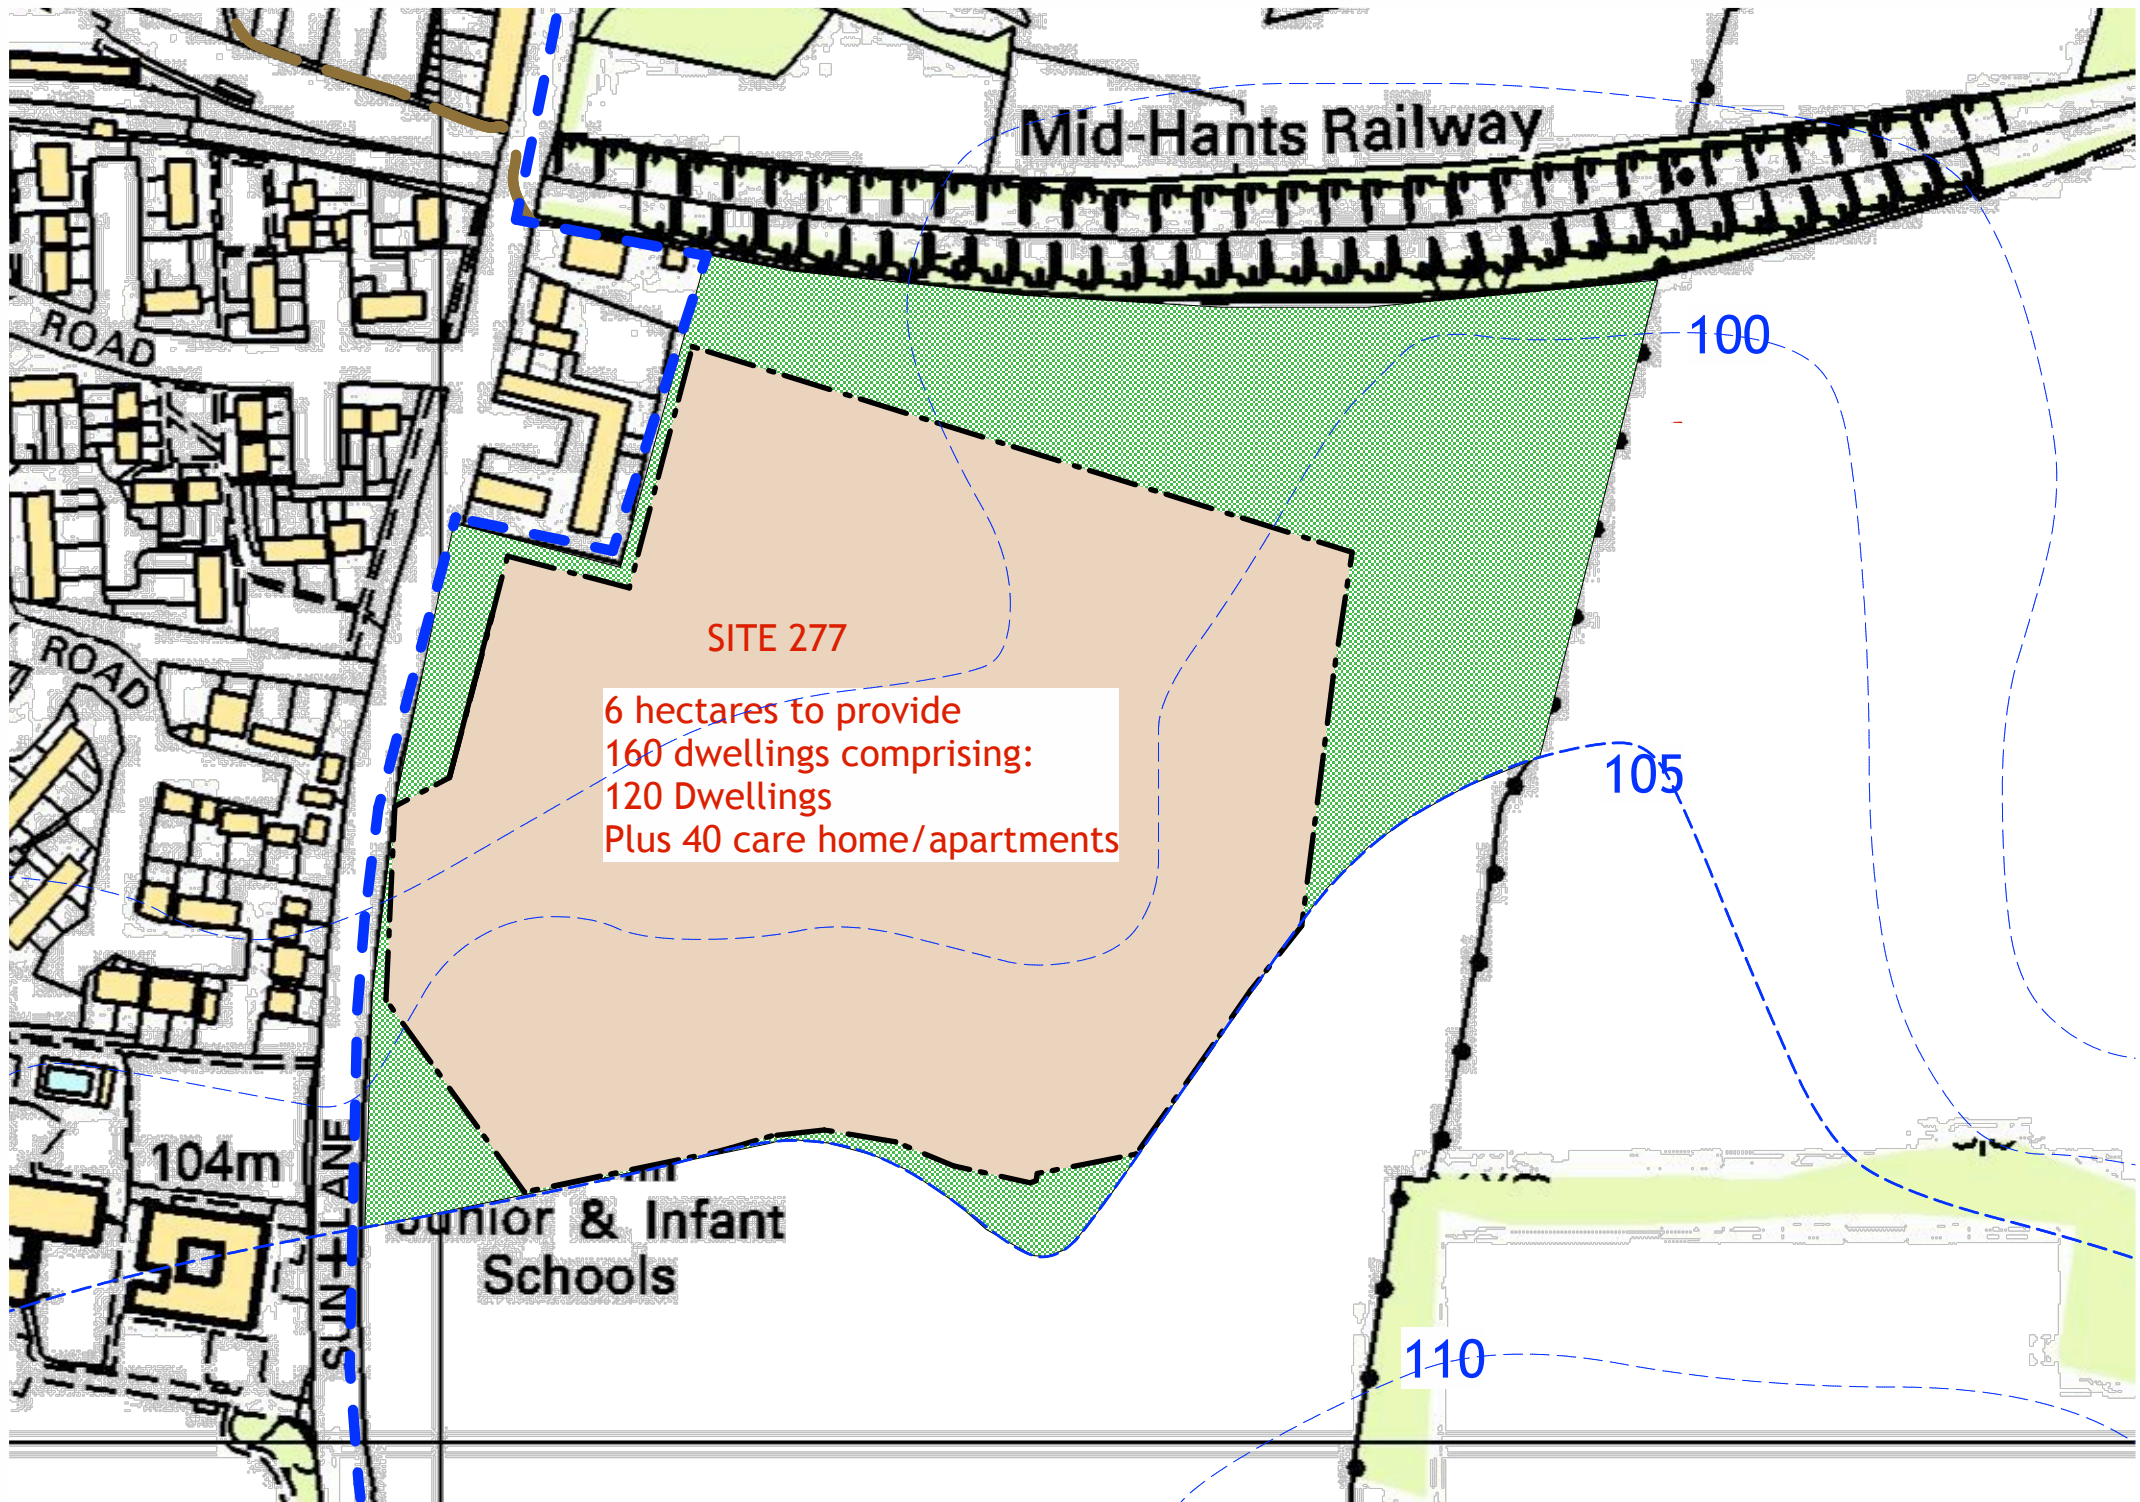 Mid-Hants Railway
ROAD
100
ROAD
SITE 277
6 hectares to provide
160 dwellings comprising:
120 Dwellings
Plus 40 care home/apartments
105
104m
SUN LANE
Junior & Infant
Schools
110